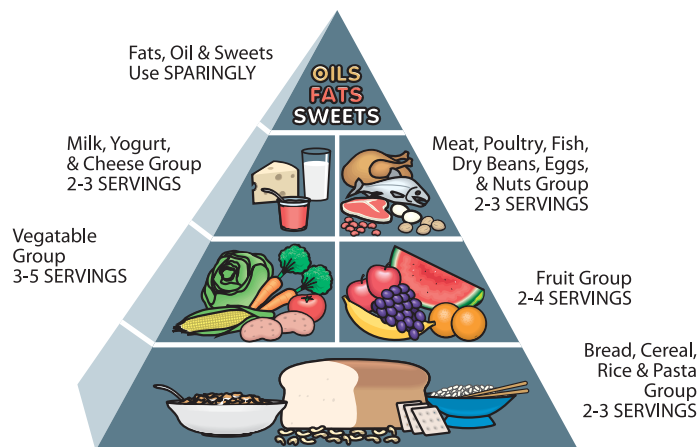 Fats, Oil & Sweets
Use SPARINGLY
OILS
FATS
SWEETS
Milk, Yogurt,
& Cheese Group
2-3 SERVINGS
Meat, Poultry, Fish,
Dry Beans, Eggs,
& Nuts Group
2-3 SERVINGS
Vegatable
Group
3-5 SERVINGS
Fruit Group
2-4 SERVINGS
Bread, Cereal,
Rice & Pasta
Group
2-3 SERVINGS